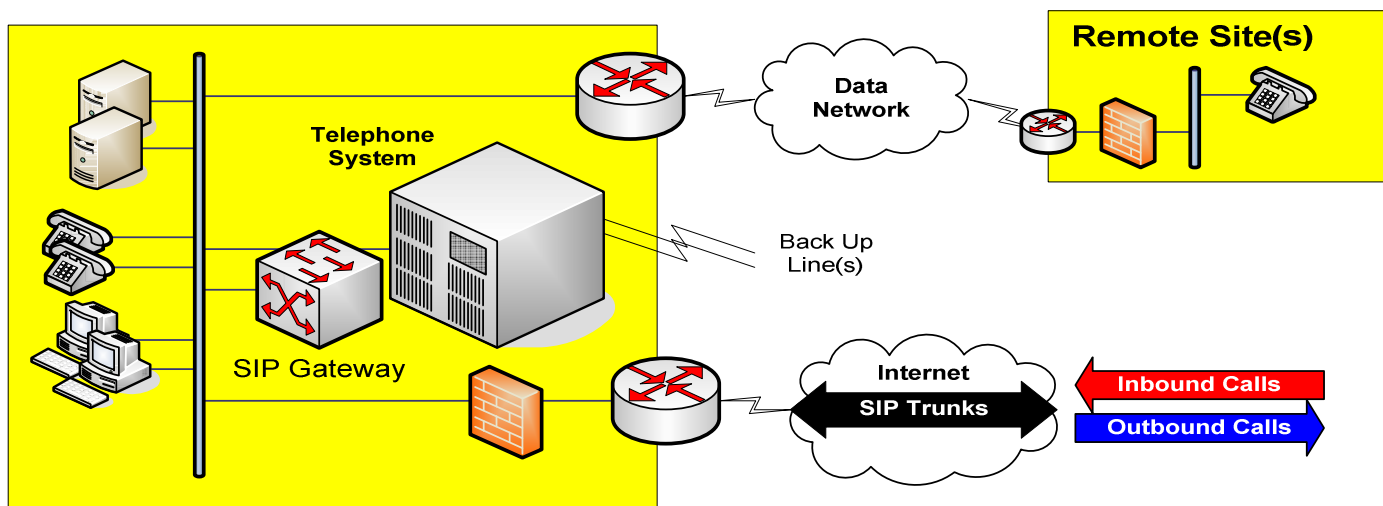 Remote Site(s)
Data
Network
Telephone
System
Back Up
Line(s)
SIP Gateway
Internet
SIP Trunks
Inbound Calls
Outbound Calls